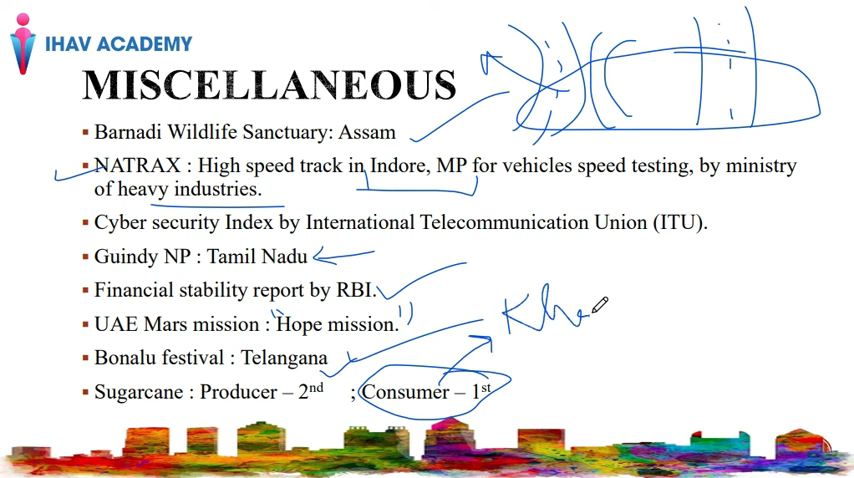 IHAV ACADEMY
MISCELLANEOUS
▪ Barnadi Wildlife Sanctuary: Assam
▪ NATRAX : High speed track in Indore, MP for vehicles speed testing, by ministry
of heavy industries.
▪ Cyber security Index by International Telecommunication Union (ITU).
▪ Guindy NP : Tamil Nadu
▪ Financial stability report by RBI.
▪ UAE Mars mission : Hope mission.
▪ Bonalu festival : Telangana
▪ Sugarcane : Producer – 2nd ; Consumer – 1st